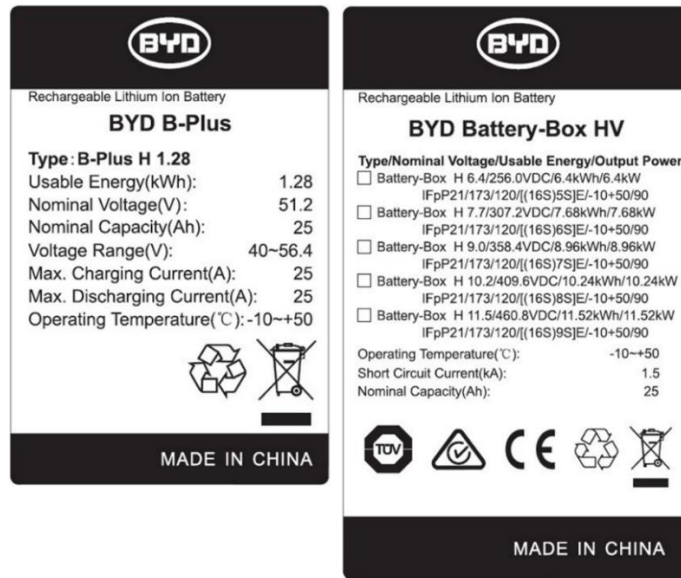 BYD
Rechargeable Lithium Ion Battery
BYD B-Plus
Type: B-Plus H 1.28
Usable Energy(kWh): 1.28
Nominal Voltage(V): 51.2
Nominal Capacity(Ah): 25
Voltage Range(V): 40~56.4
Max. Charging Current(A): 25
Max. Discharging Current(A): 25
Operating Temperature(℃):-10~+50
MADE IN CHINA
BYD
Rechargeable Lithium Ion Battery
BYD Battery-Box HV
Type/Nominal Voltage/Usable Energy/Output Power
Battery-Box H 6.4/256.0VDC/6.4kWh/6.4kW
IFpP21/173/120/[(16S)5S]E/-10+50/90
Battery-Box H 7.7/307.2VDC/7.68kWh/7.68kW
IFpP21/173/120/[(16S)6S]E/-10+50/90
Battery-Box H 9.0/358.4VDC/8.96kWh/8.96kW
IFpP21/173/120/[(16S)7S]E/-10+50/90
Battery-Box H 10.2/409.6VDC/10.24kWh/10.24kW
IFpP21/173/120/[(16S)8S]E/-10+50/90
Battery-Box H 11.5/460.8VDC/11.52kWh/11.52kW
IFpP21/173/120/[(16S)9S]E/-10+50/90
Operating Temperature(℃): -10~+50
Short Circuit Current(kA): 1.5
Nominal Capacity(Ah): 25
TÜV
CE
MADE IN CHINA